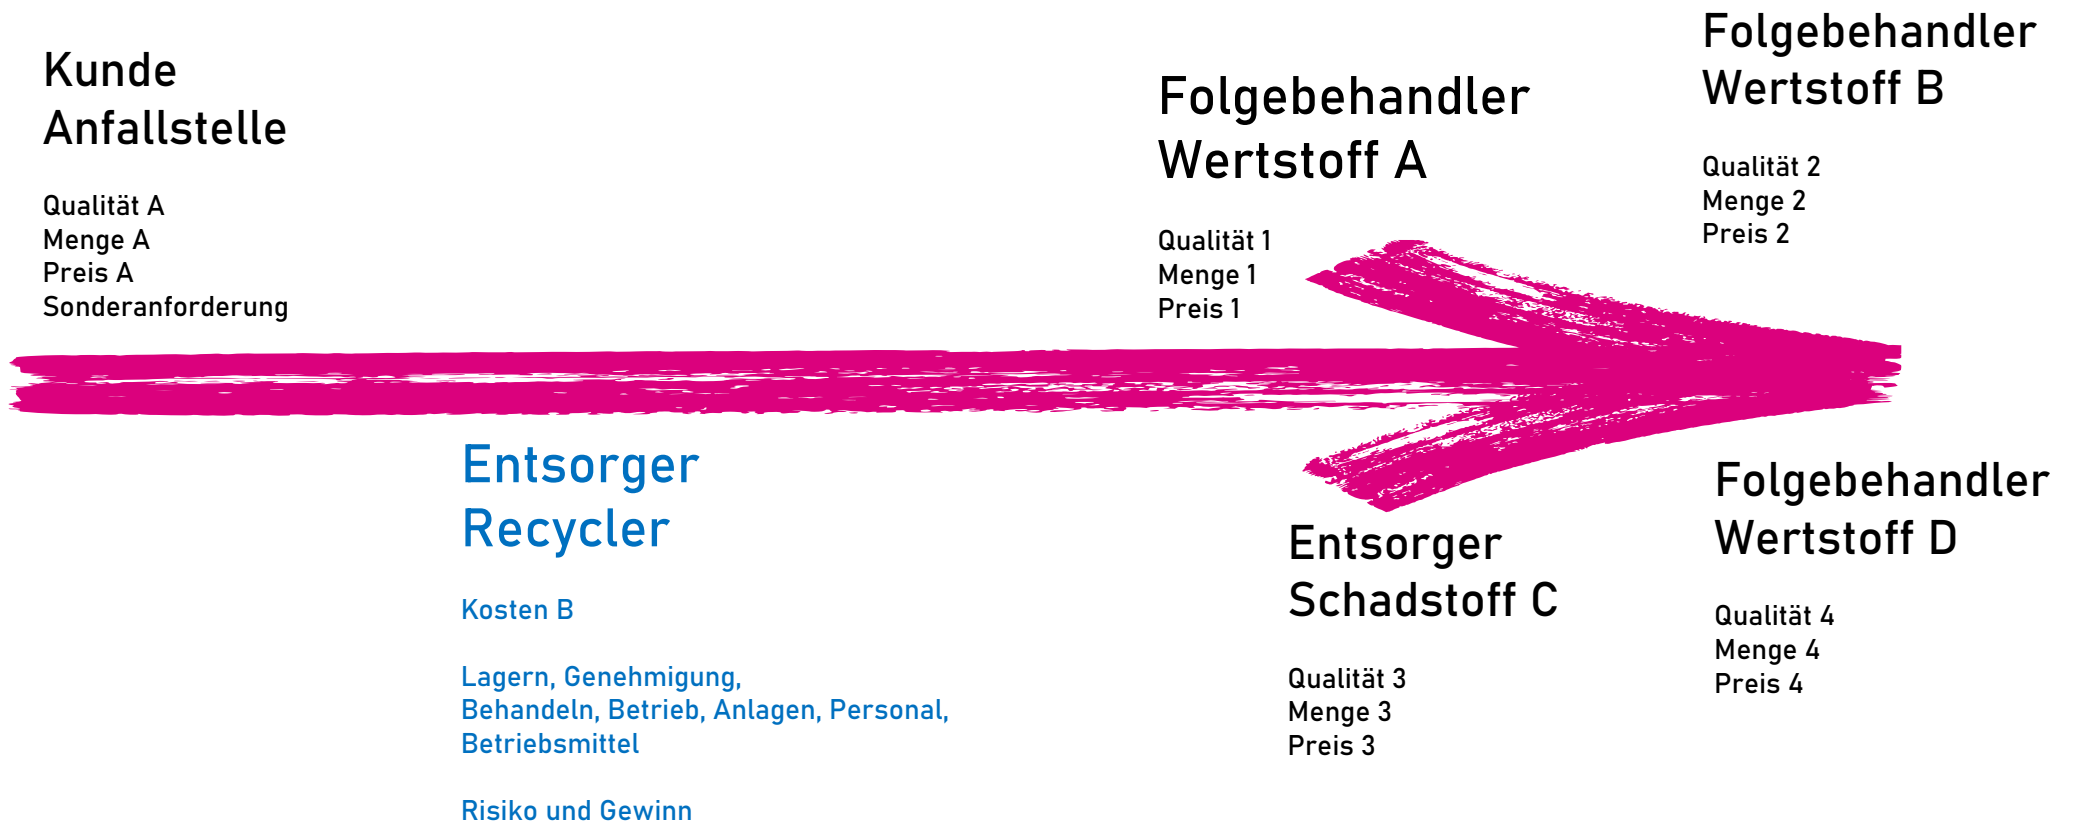 Kunde
Anfallstelle
Qualität A
Menge A
Preis A
Sonderanforderung
Entsorger
Recycler
Kosten B
Lagern, Genehmigung,
Behandeln, Betrieb, Anlagen, Personal,
Betriebsmittel
Risiko und Gewinn
Folgebehandler
Wertstoff A
Qualität 1
Menge 1
Preis 1
Folgebehandler
Wertstoff B
Qualität 2
Menge 2
Preis 2
Entsorger
Schadstoff C
Qualität 3
Menge 3
Preis 3
Folgebehandler
Wertstoff D
Qualität 4
Menge 4
Preis 4